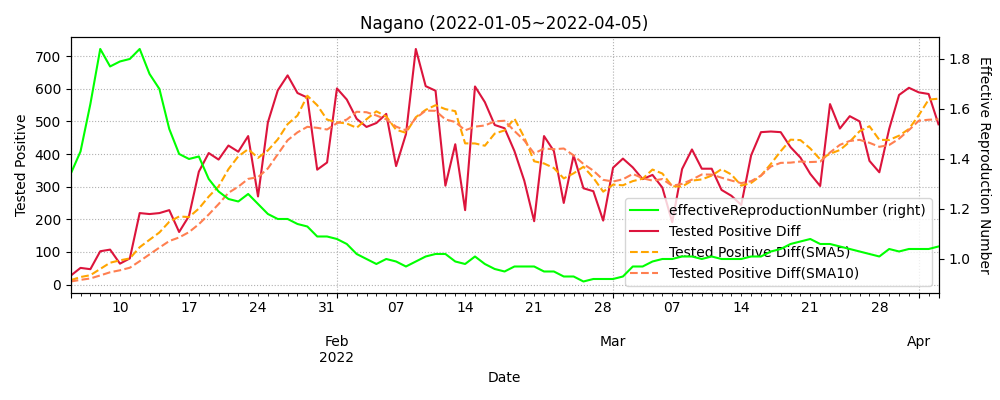 Nagano (2022-01-05~2022-04-05)
Tested Positive
700
600
500
400
300
200
100
0
1.8
1.6
1.4
1.2
1.0
Effective Reproduction Number
effectiveReproductionNumber (right)
Tested Positive Diff
Tested Positive Diff(SMA5)
Tested Positive Diff(SMA10)
10 17 24 31 07 14 21 28 07 14 21 28
Feb Mar Apr
2022
Date